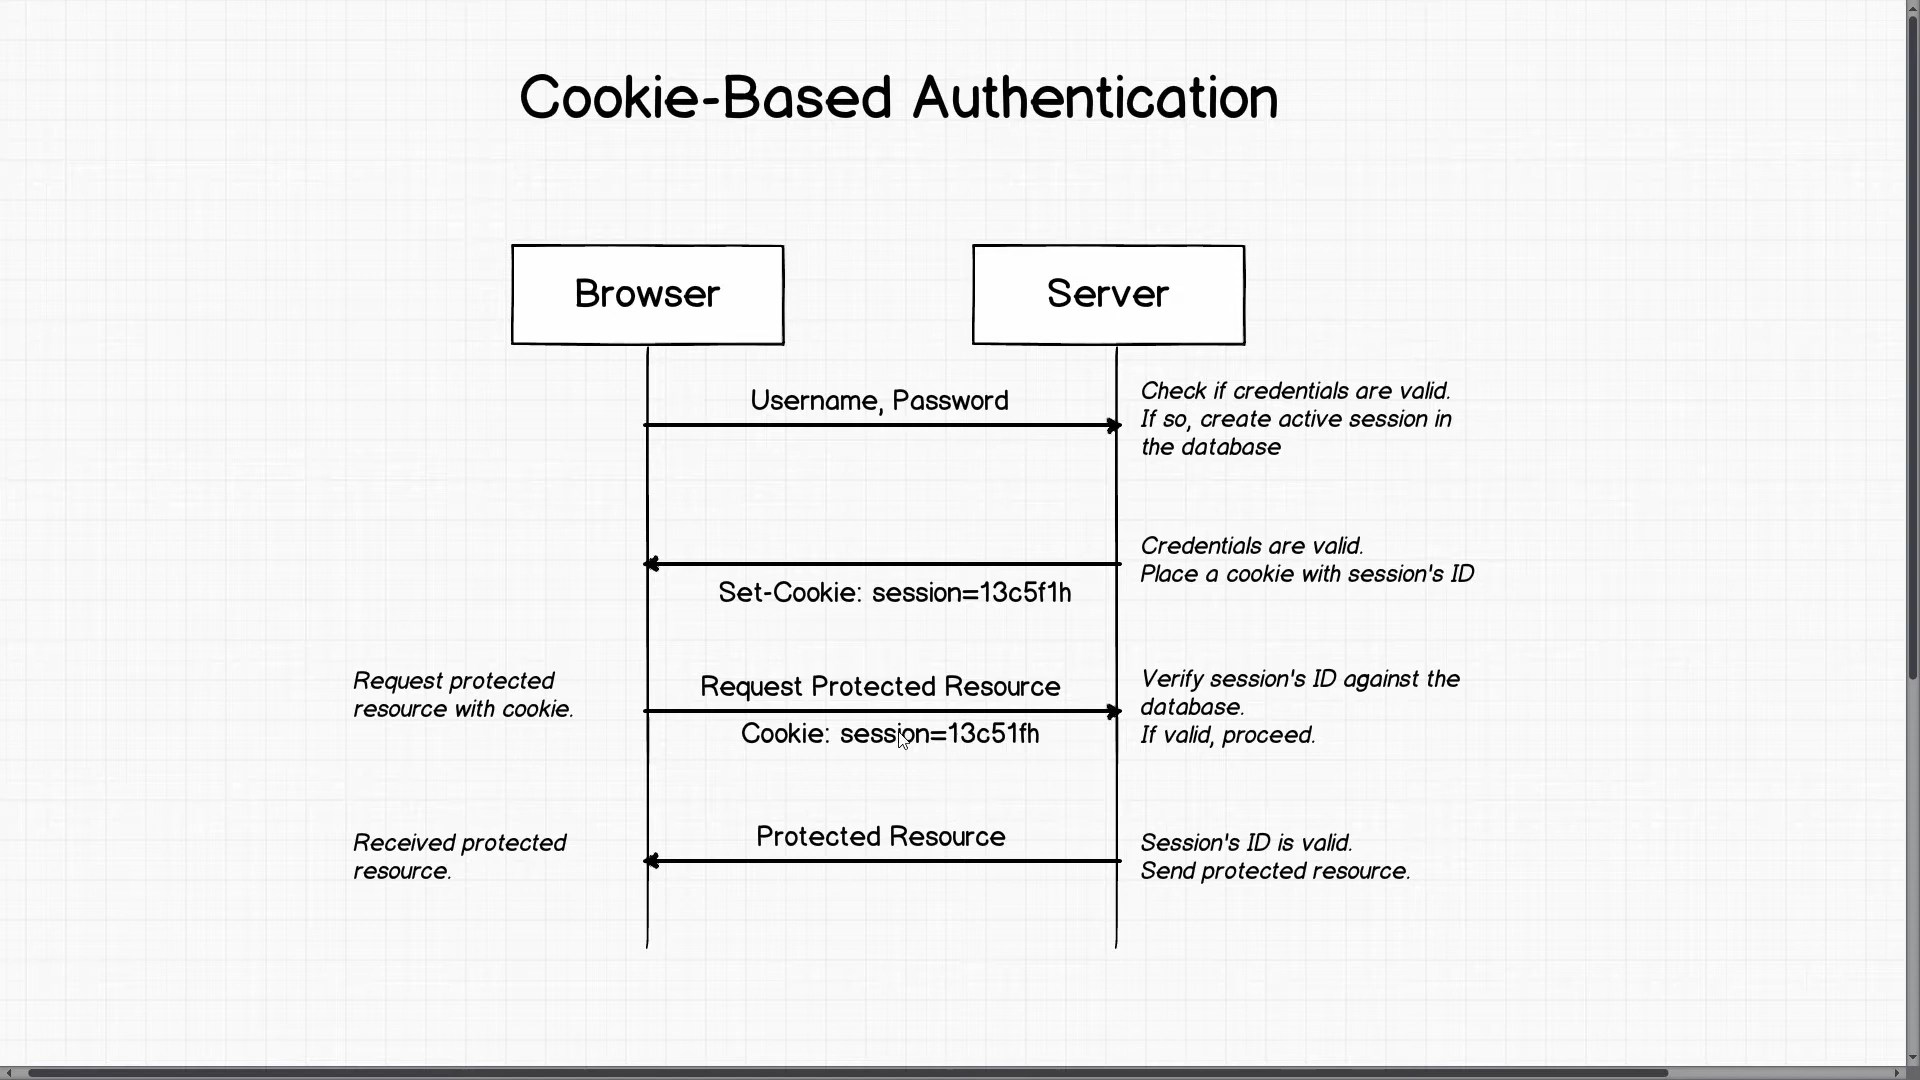 Cookie-Based Authentication
Browser
Server
Username, Password
Check if credentials are valid.
If so, create active session in
the database
Credentials are valid.
Place a cookie with session's ID
Set-Cookie: session=13c5f1h
Request protected
resource with cookie.
Request Protected Resource
Cookie: session=13c51fh
Verify session's ID against the
database.
If valid, proceed.
Received protected
resource.
Protected Resource
Session's ID is valid.
Send protected resource.